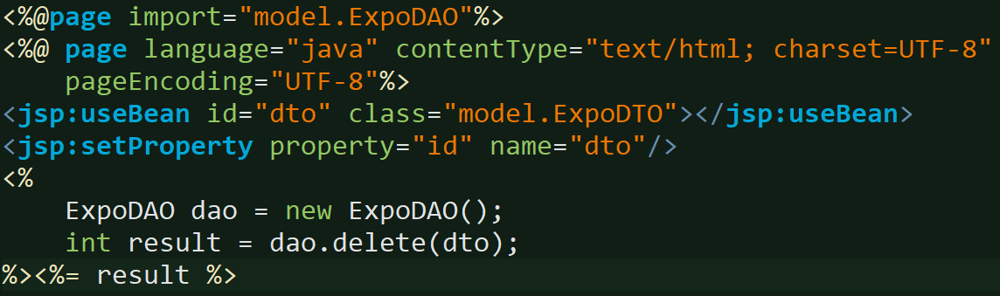 <%@page import="model.ExpoDAO"%>
<%@ page language="java" contentType="text/html; charset=UTF-8"
    pageEncoding="UTF-8"%>
<jsp:useBean id="dto" class="model.ExpoDTO"></jsp:useBean>
<jsp:setProperty property="id" name="dto"/>
<%
    ExpoDAO dao = new ExpoDAO();
    int result = dao.delete(dto);
%><%= result %>